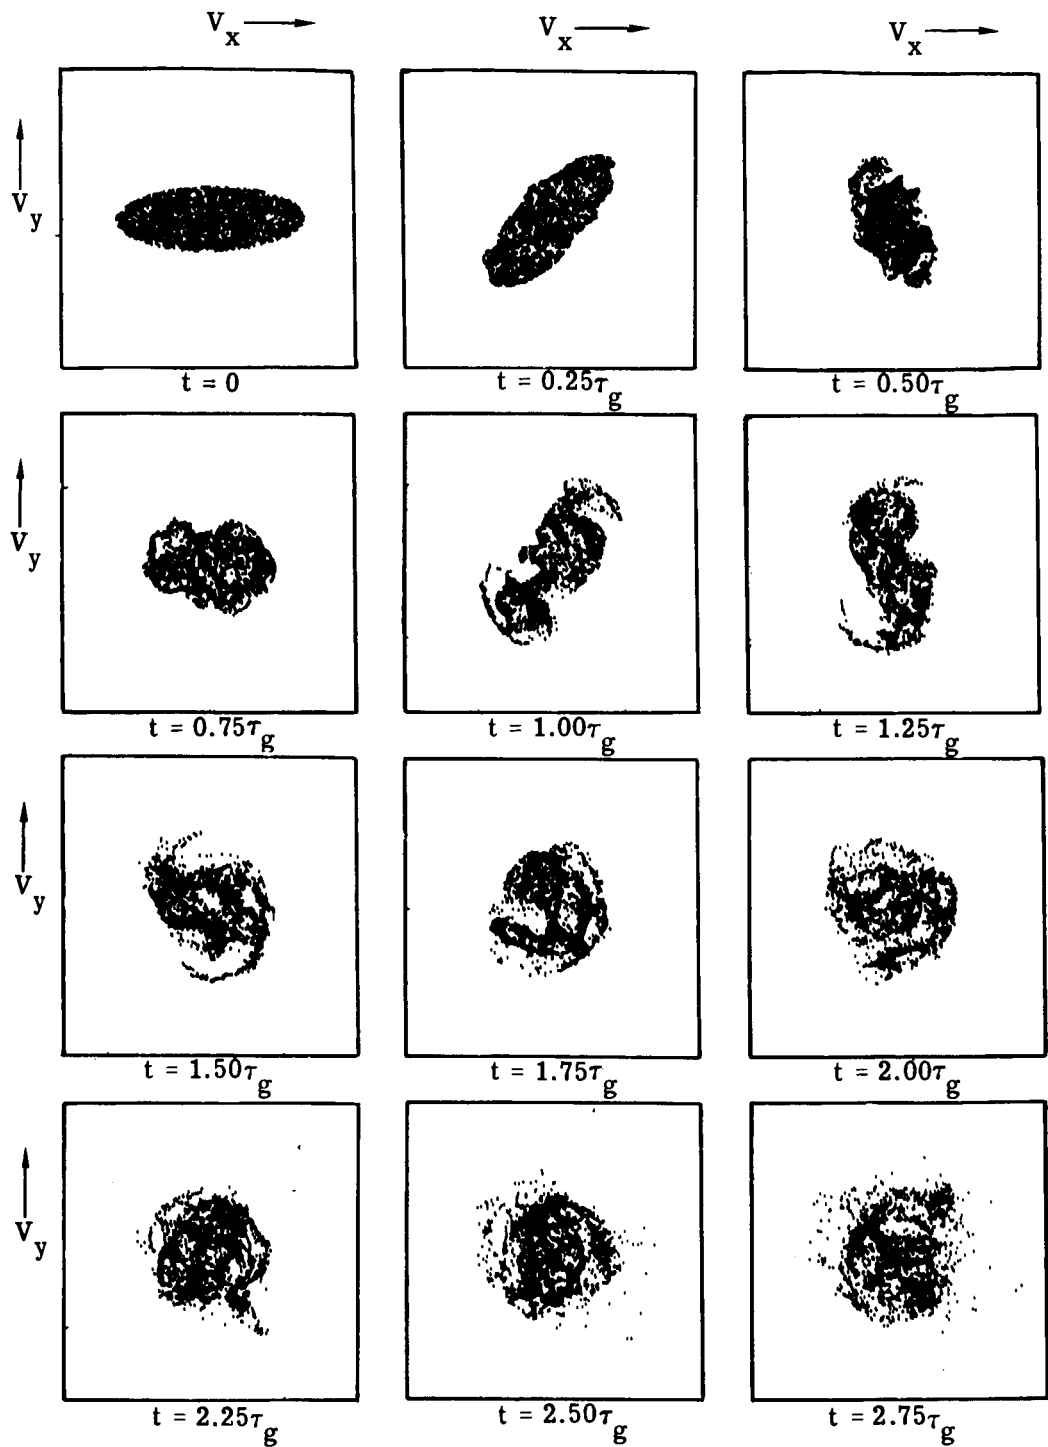 V_x → V_x → V_x →
V_y
t = 0 t = 0.25τ_g t = 0.50τ_g
V_y
t = 0.75τ_g t = 1.00τ_g t = 1.25τ_g
V_y
t = 1.50τ_g t = 1.75τ_g t = 2.00τ_g
V_y
t = 2.25τ_g t = 2.50τ_g t = 2.75τ_g